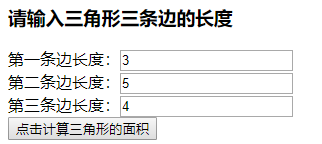 请输入三角形三条边的长度
第一条边长度：3
第二条边长度：5
第三条边长度：4
点击计算三角形的面积